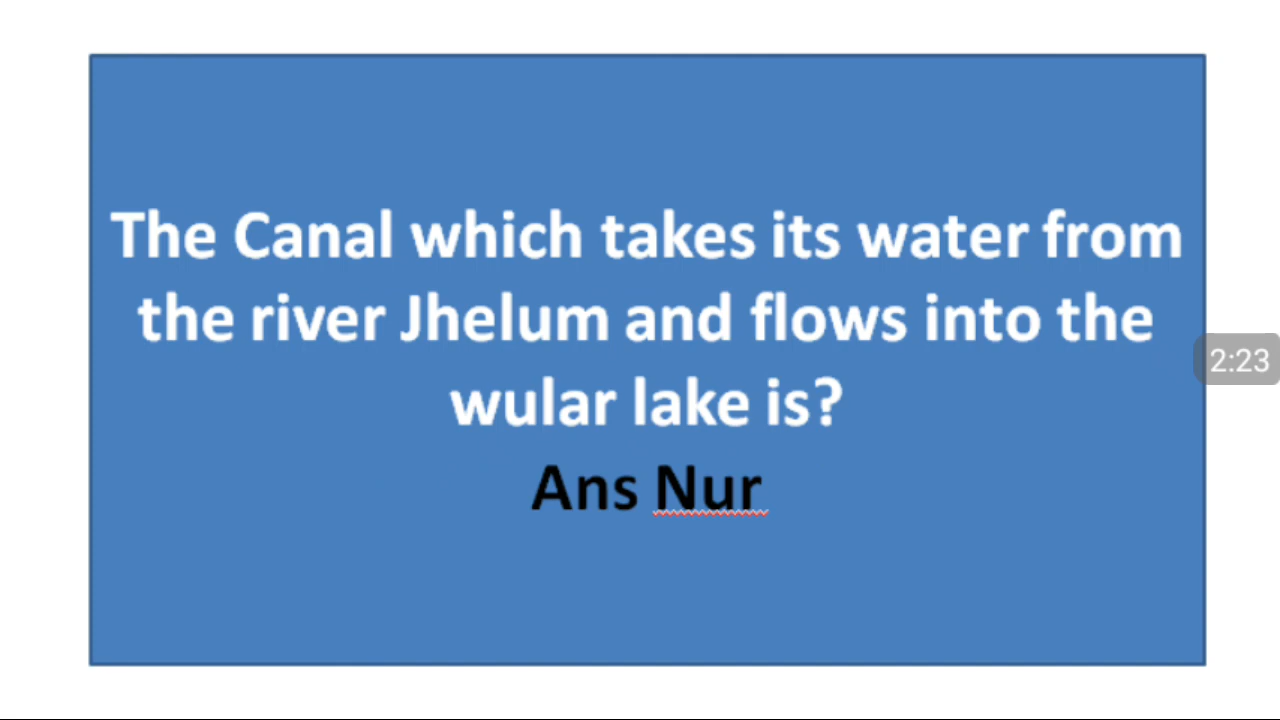 The Canal which takes its water from
the river Jhelum and flows into the
wular lake is?
Ans Nur
2:23